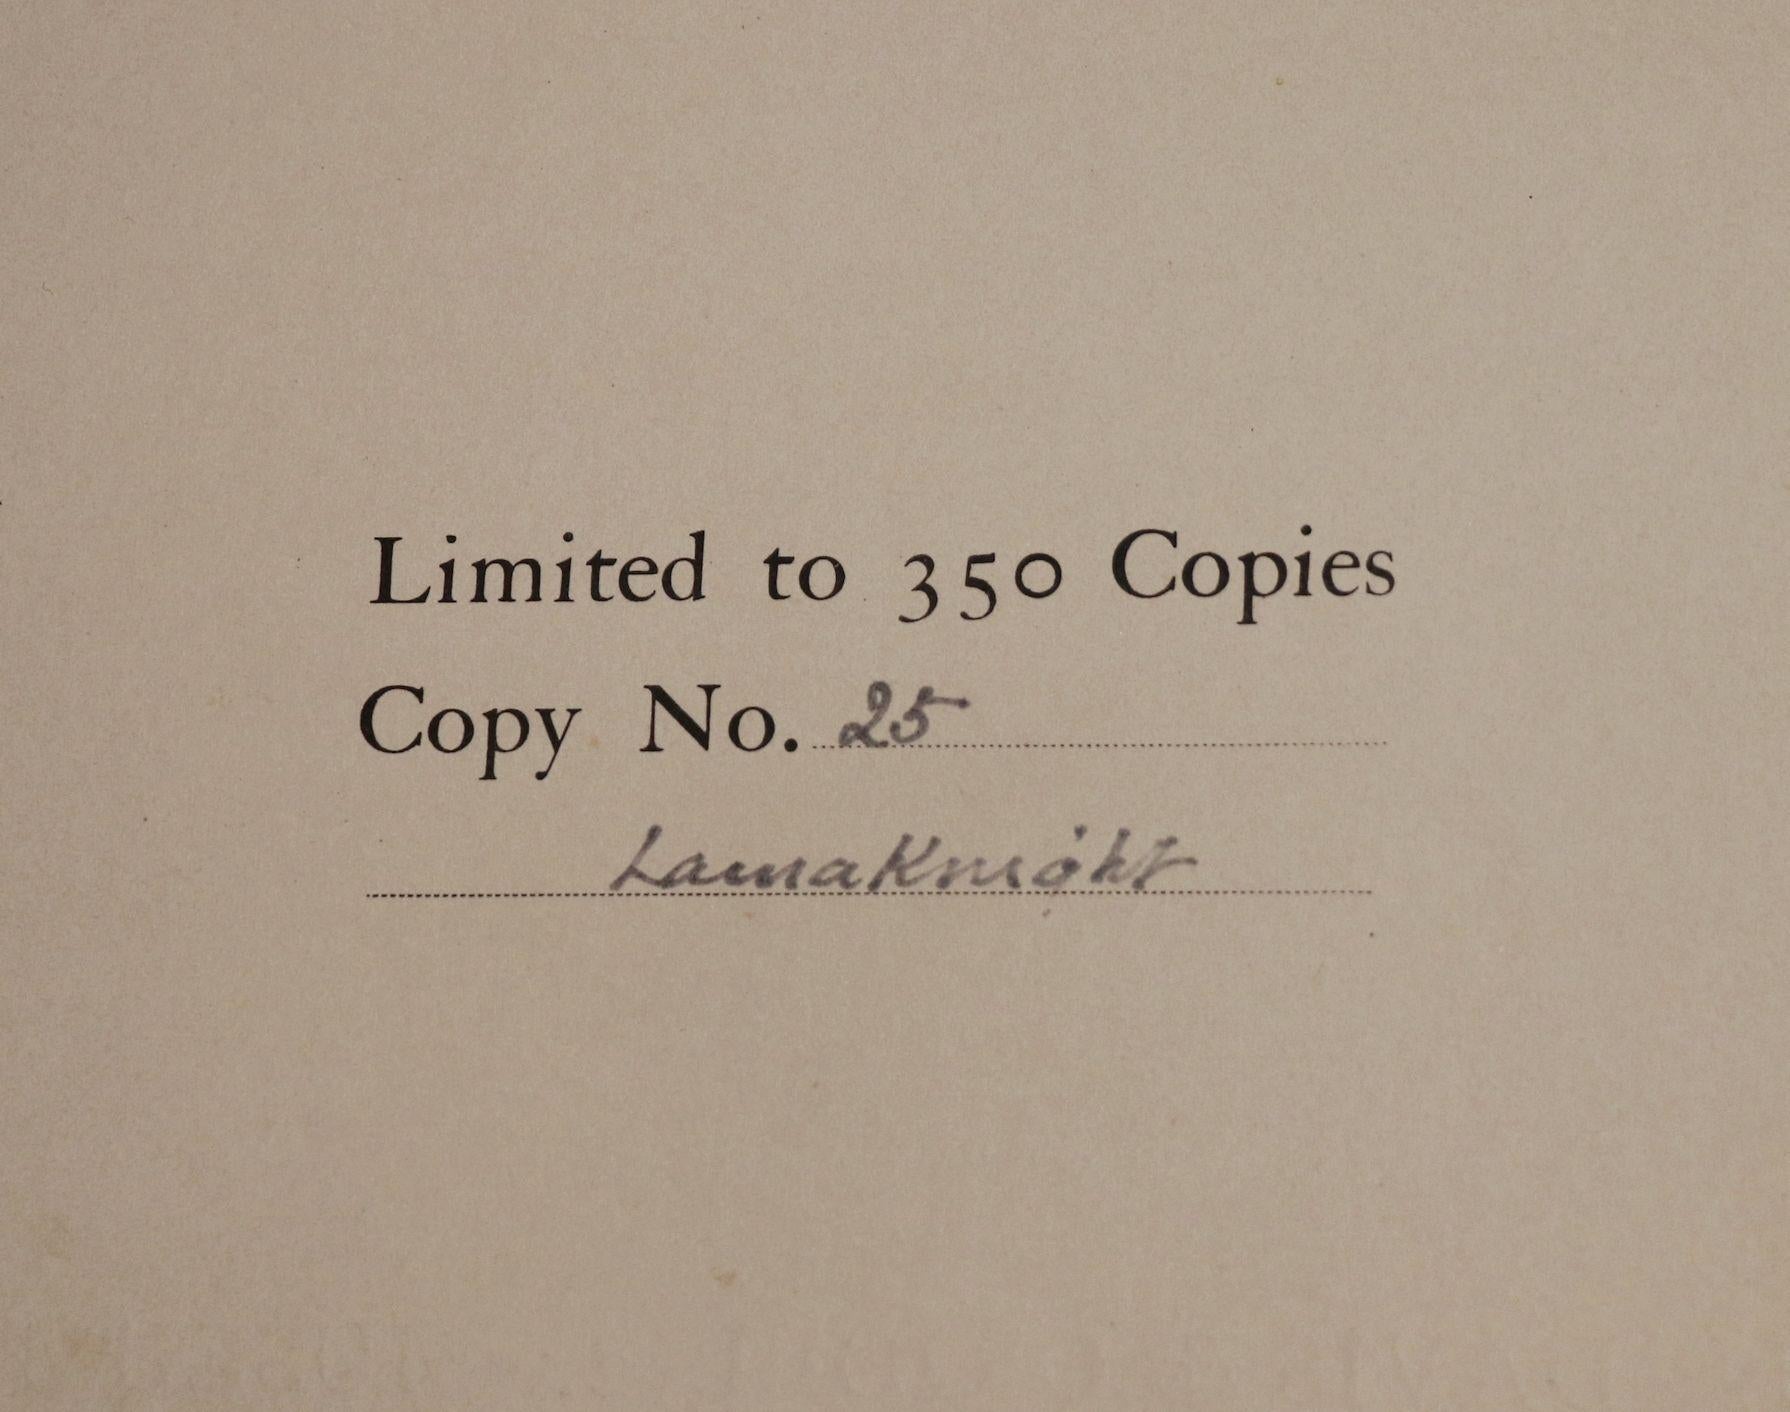 Limited to 350 Copies
Copy No. 25
Laura Knight